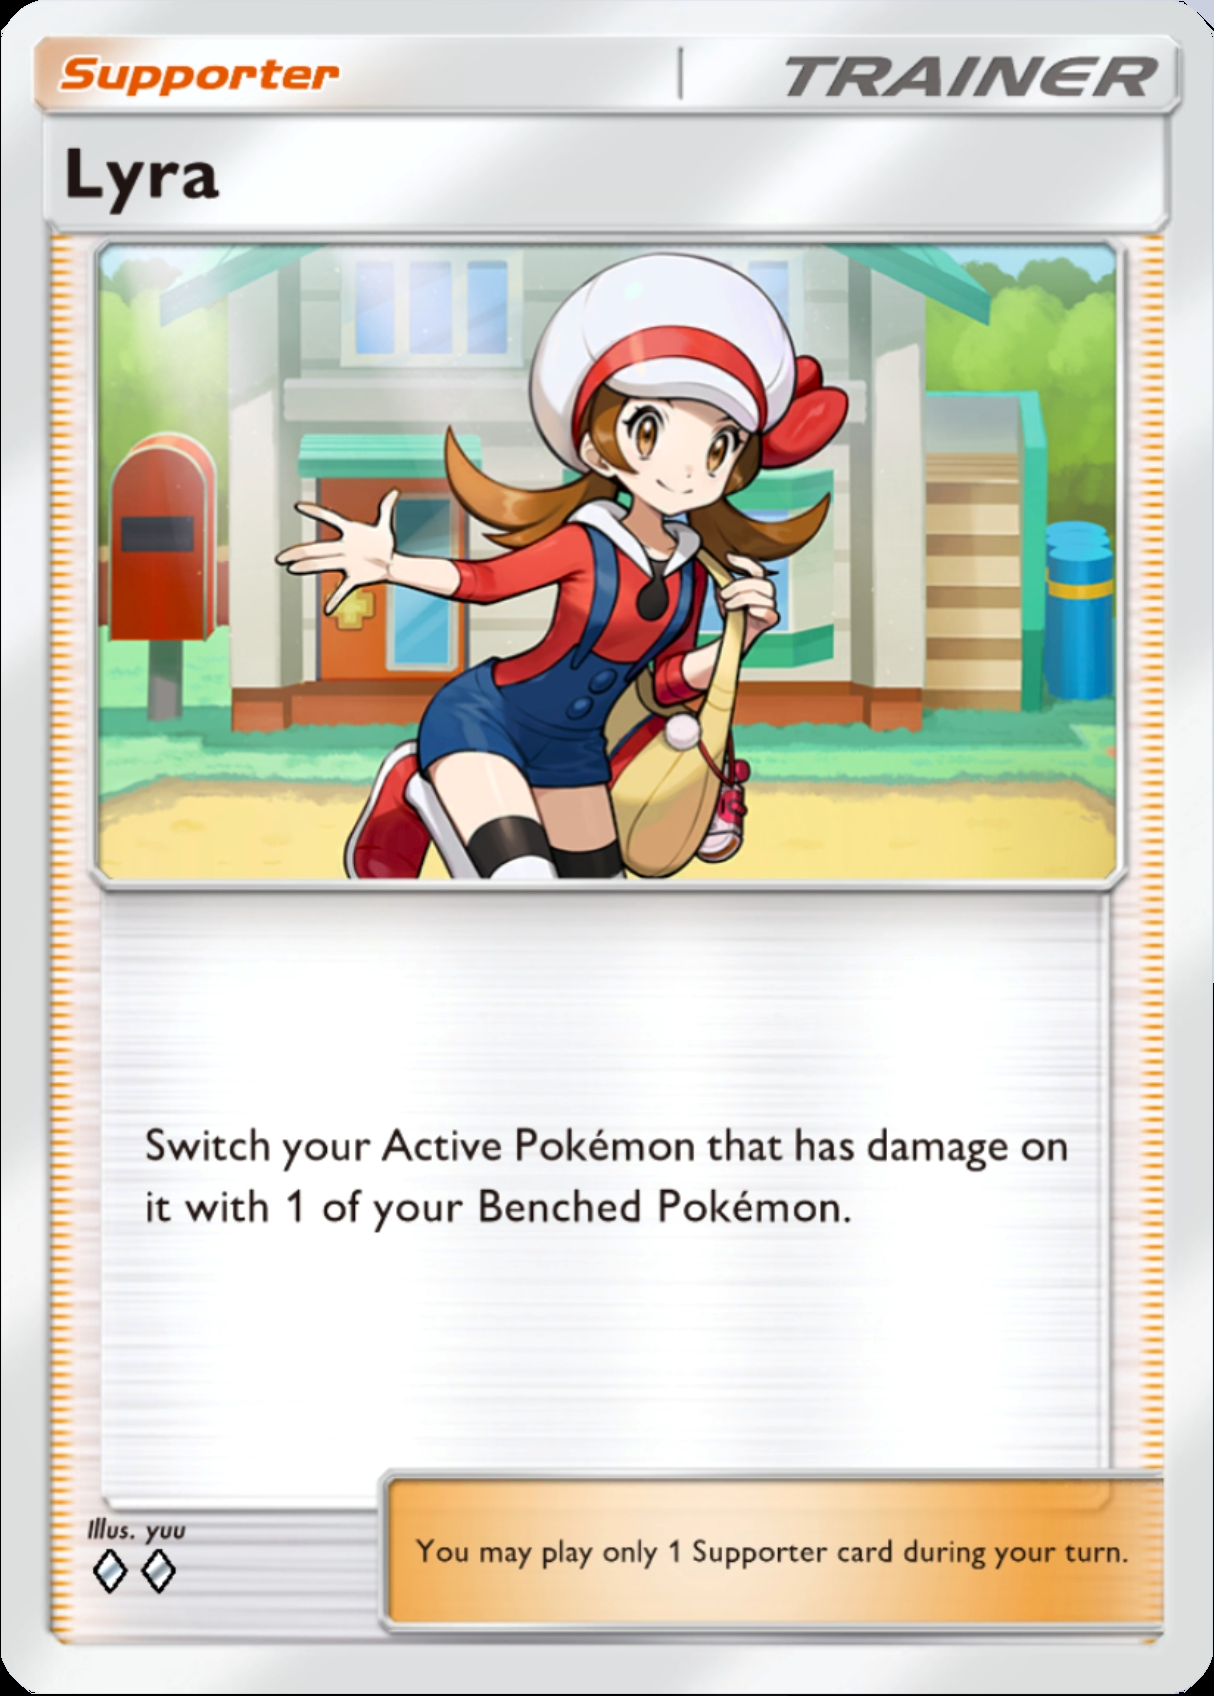 Supporter
TRAINER
Lyra
Switch your Active Pokémon that has damage on
it with 1 of your Benched Pokémon.
Illus. yuu
You may play only 1 Supporter card during your turn.